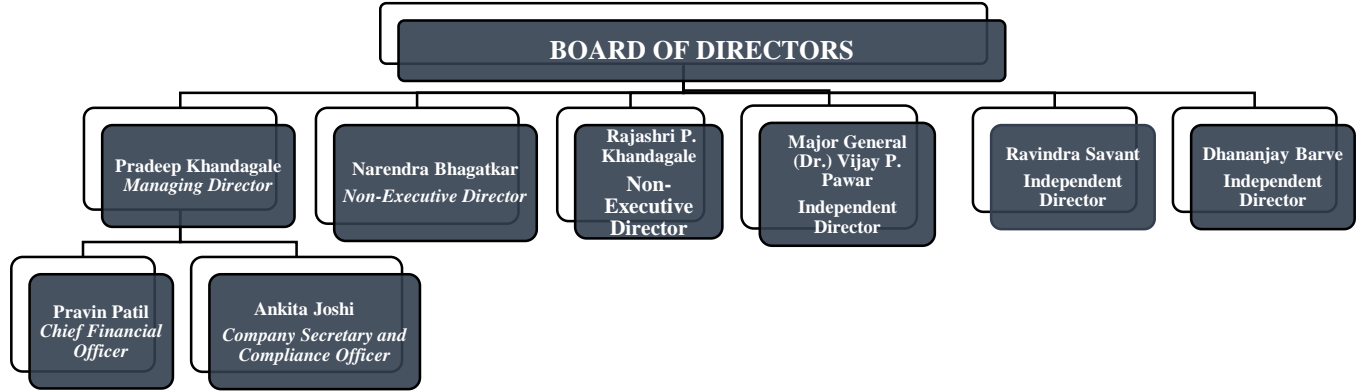 BOARD OF DIRECTORS
Pradeep Khandagale
Managing Director
Narendra Bhagatkar
Non-Executive Director
Rajashri P.
Khandagale
Non-
Executive
Director
Major General
(Dr.) Vijay P.
Pawar
Independent
Director
Ravindra Savant
Independent
Director
Dhananjay Barve
Independent
Director
Pravin Patil
Chief Financial
Officer
Ankita Joshi
Company Secretary and
Compliance Officer